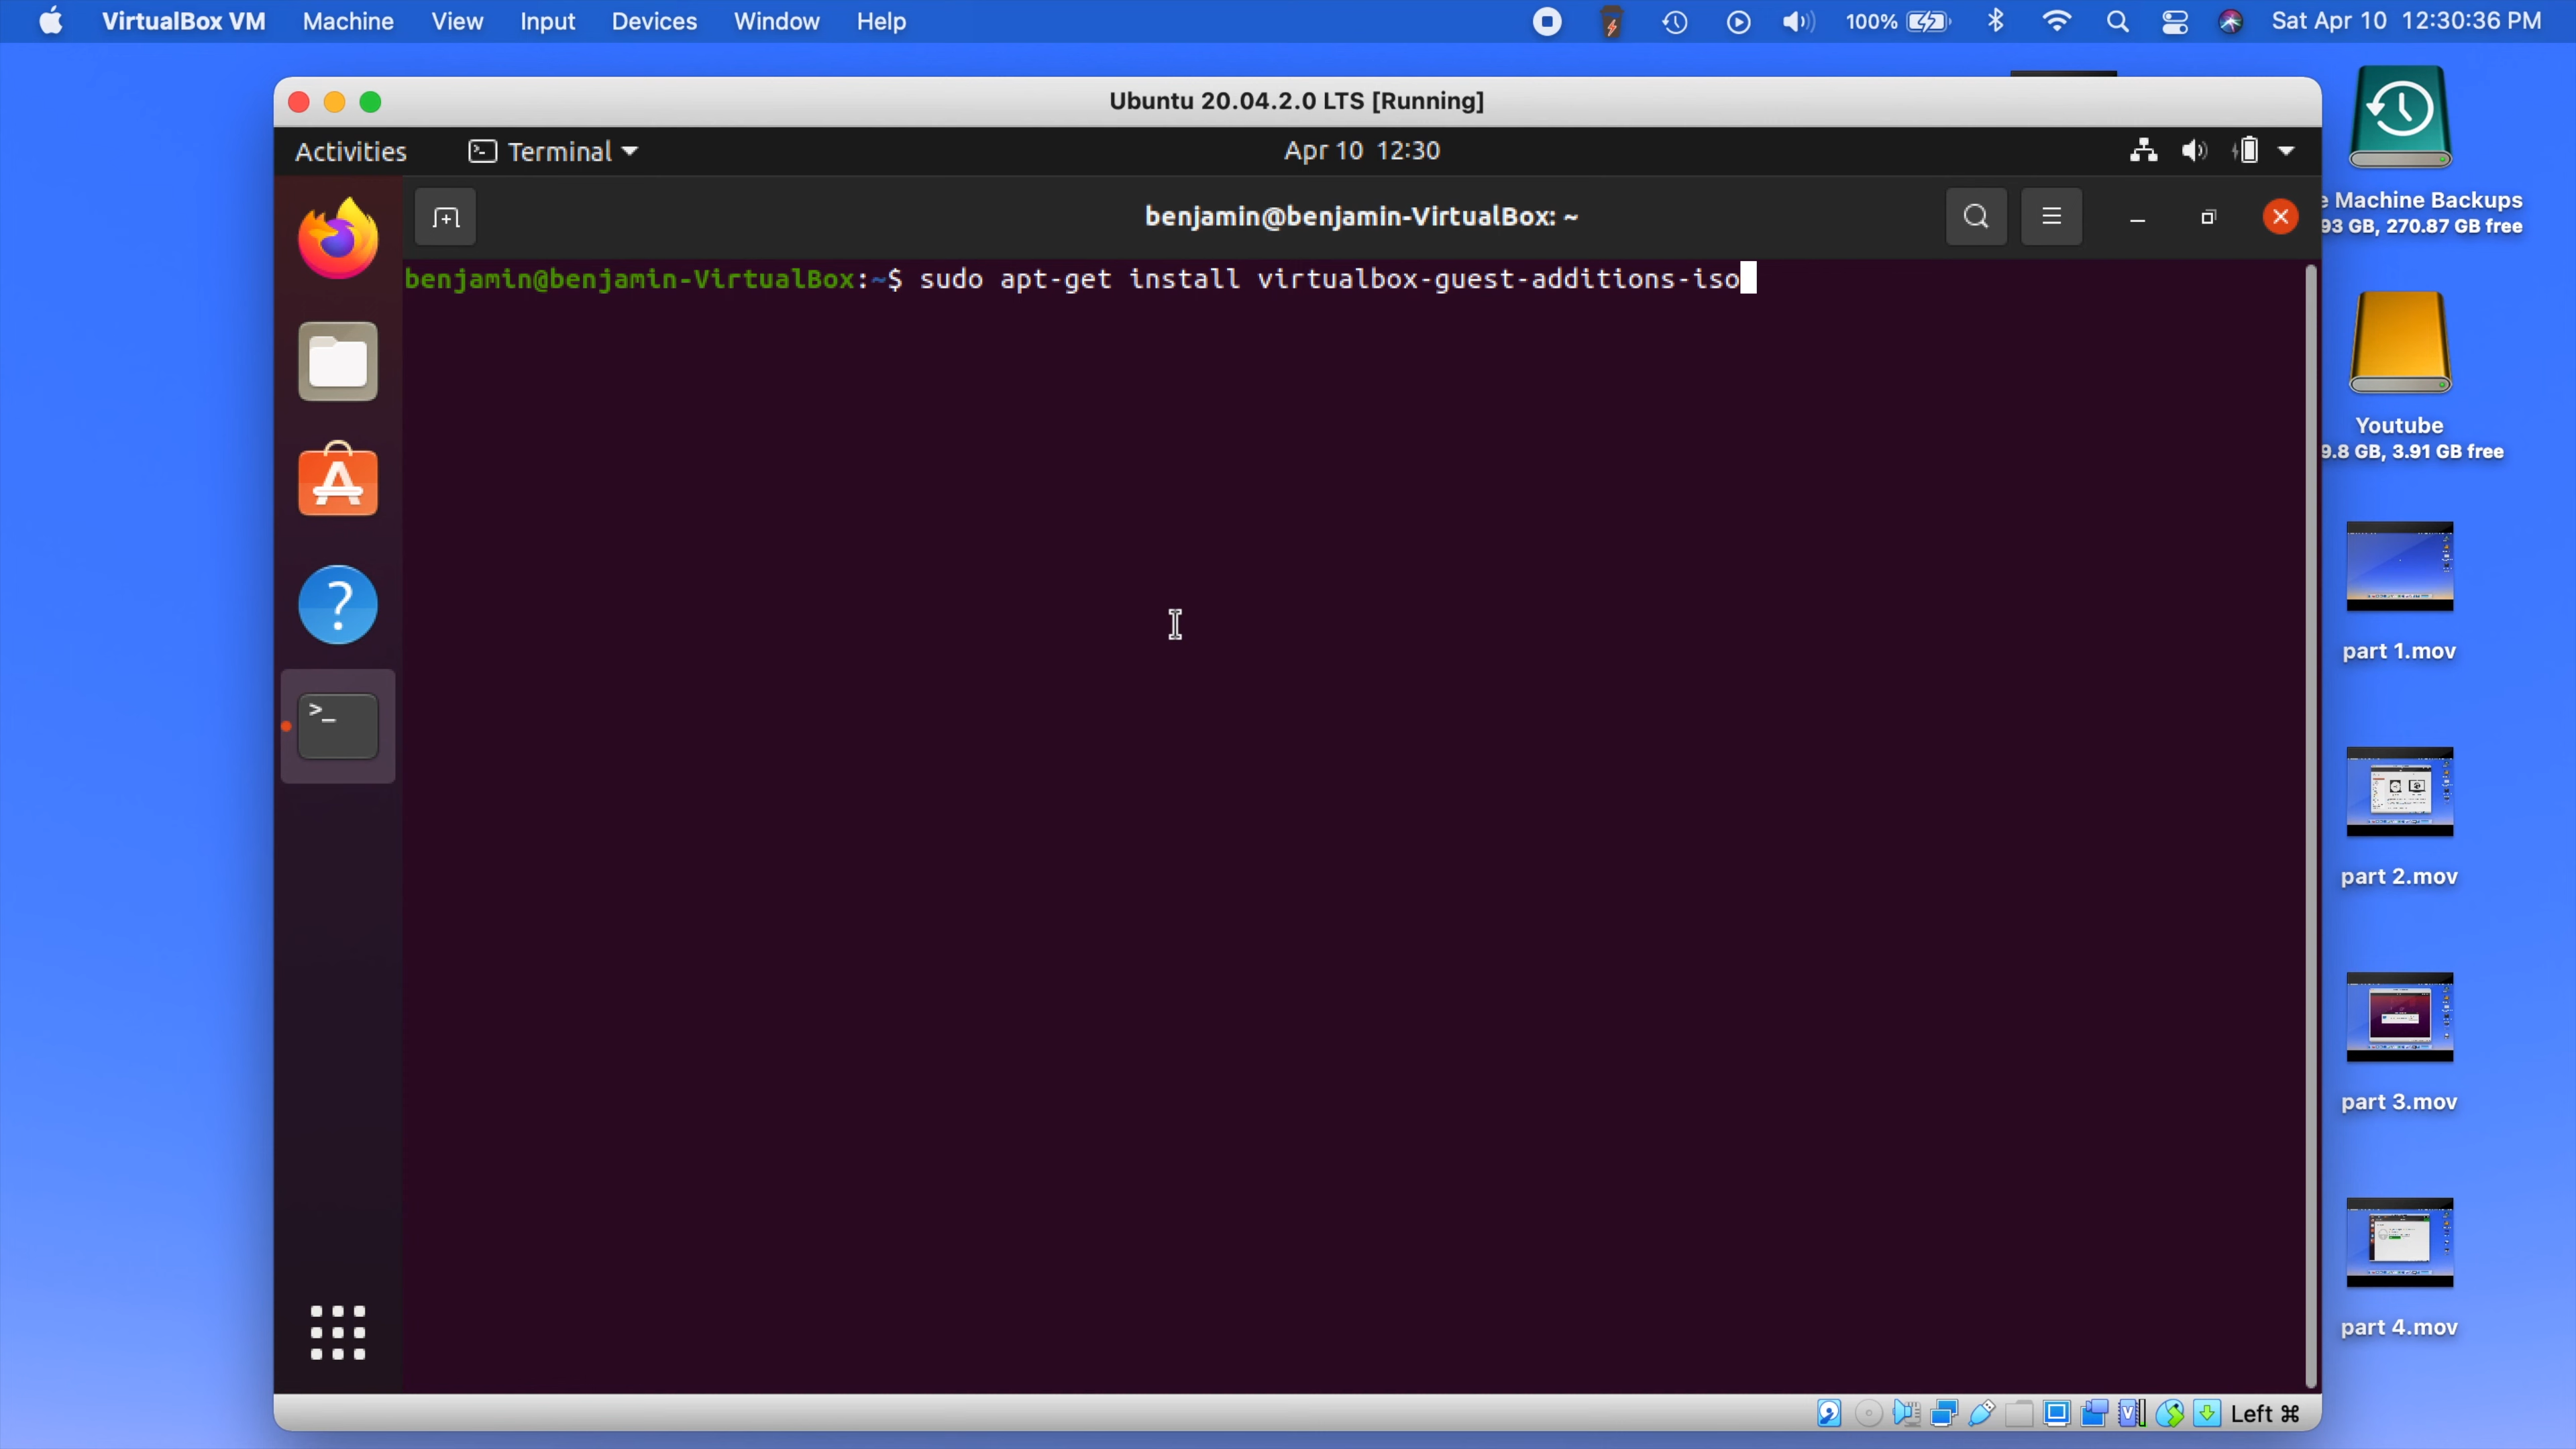 VirtualBox VM Machine View Input Devices Window Help 100% Sat Apr 10 12:30:36 PM
Ubuntu 20.04.2.0 LTS [Running]
Activities Terminal Apr 10 12:30
benjamin@benjamin-VirtualBox: ~
benjamin@benjamin-VirtualBox:~$ sudo apt-get install virtualbox-guest-additions-iso
e Machine Backups
93 GB, 270.87 GB free
Youtube
9.8 GB, 3.91 GB free
part 1.mov
part 2.mov
part 3.mov
part 4.mov
Left ⌘